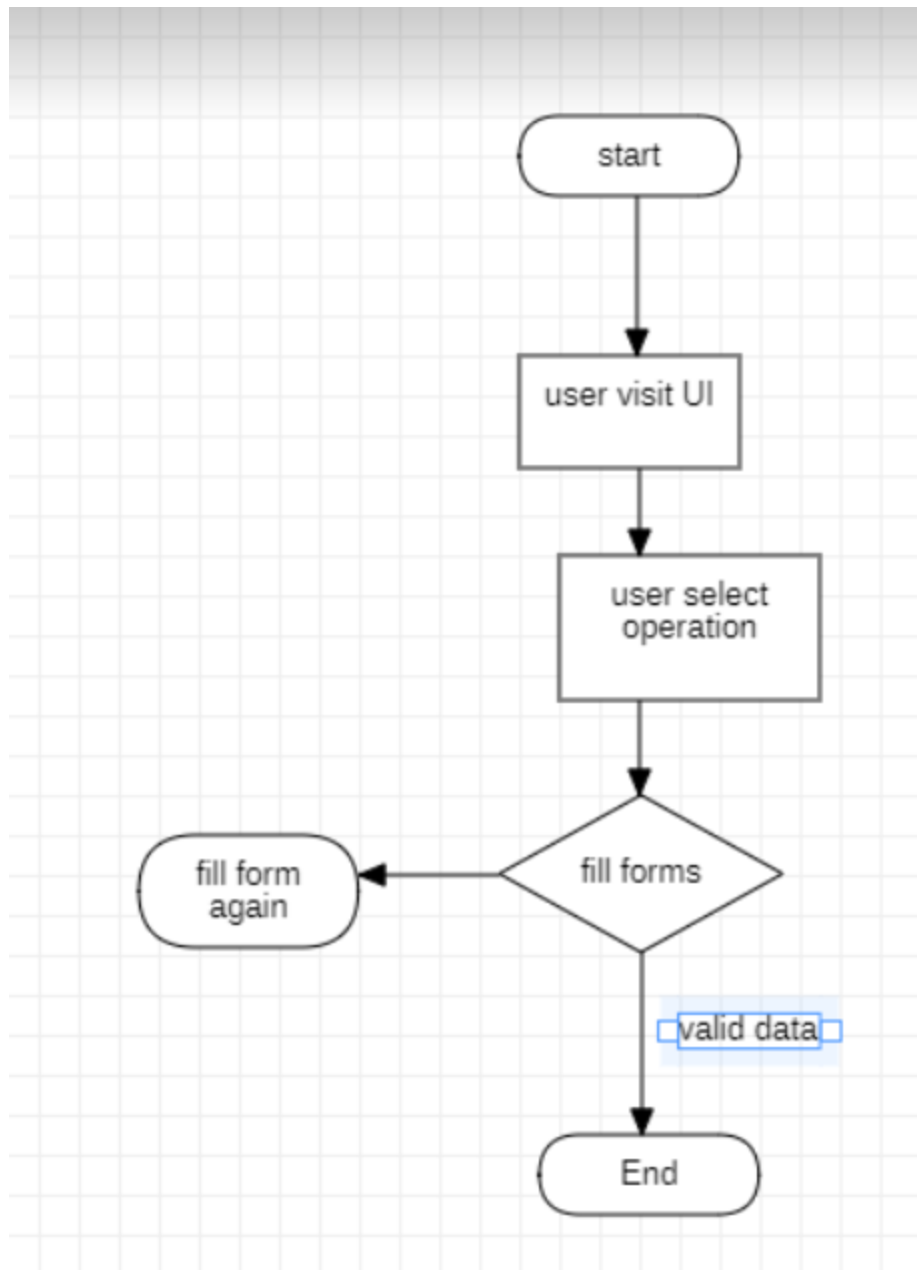 start
user visit UI
user select
operation
fill forms
fill form
again
valid data
End